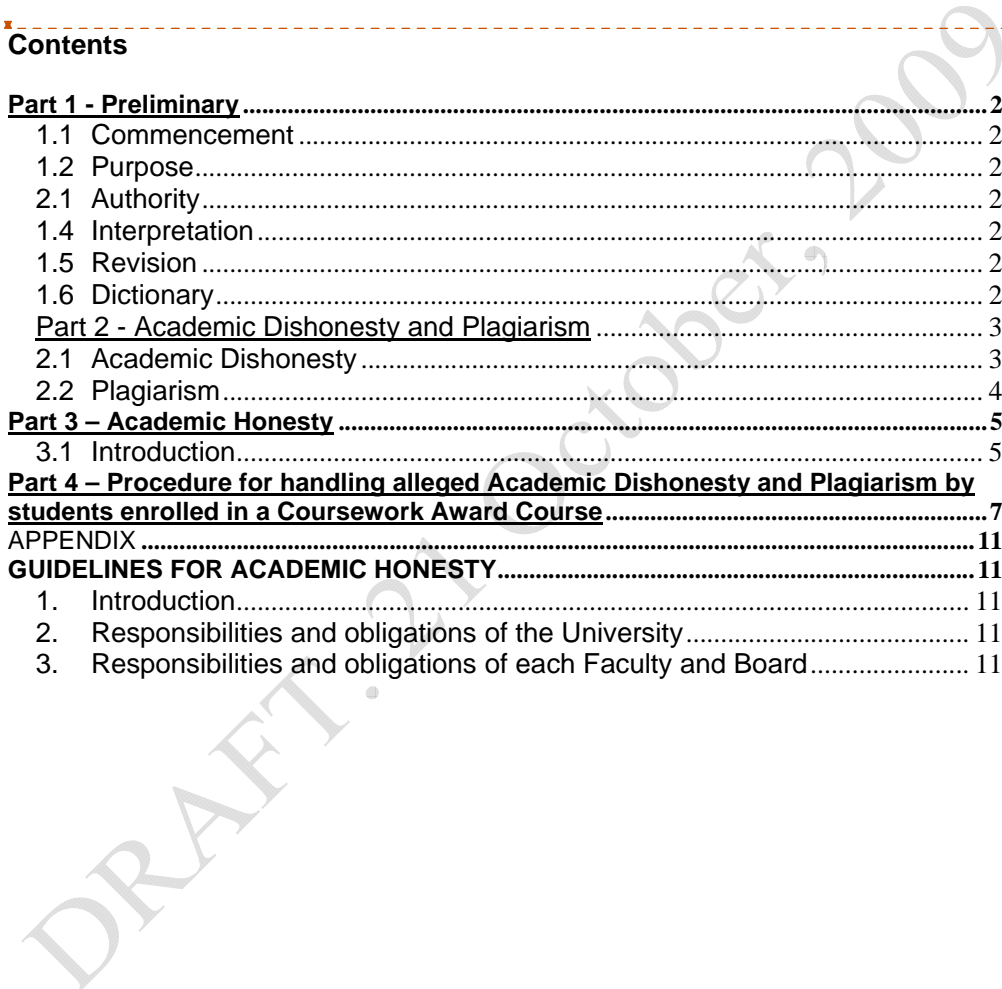 Contents
Part 1 - Preliminary 2
1.1 Commencement 2
1.2 Purpose 2
2.1 Authority 2
1.4 Interpretation 2
1.5 Revision 2
1.6 Dictionary 2
Part 2 - Academic Dishonesty and Plagiarism 3
2.1 Academic Dishonesty 3
2.2 Plagiarism 4
Part 3 – Academic Honesty 5
3.1 Introduction 5
Part 4 – Procedure for handling alleged Academic Dishonesty and Plagiarism by
students enrolled in a Coursework Award Course 7
APPENDIX 11
GUIDELINES FOR ACADEMIC HONESTY 11
1. Introduction 11
2. Responsibilities and obligations of the University 11
3. Responsibilities and obligations of each Faculty and Board 11
DRAFT. 21 October, 2009